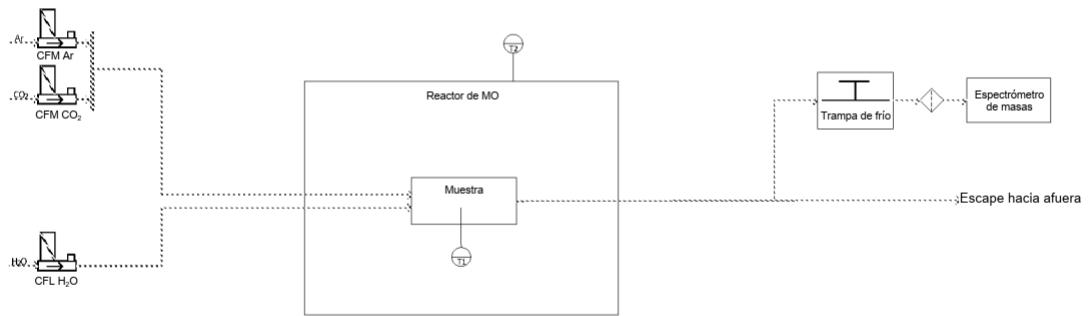 Ar
CFM Ar
CO₂
CFM CO₂
H₂O
CFL H₂O
T2
Reactor de MO
Muestra
T1
Trampa de frío
Espectrómetro
de masas
Escape hacia afuera